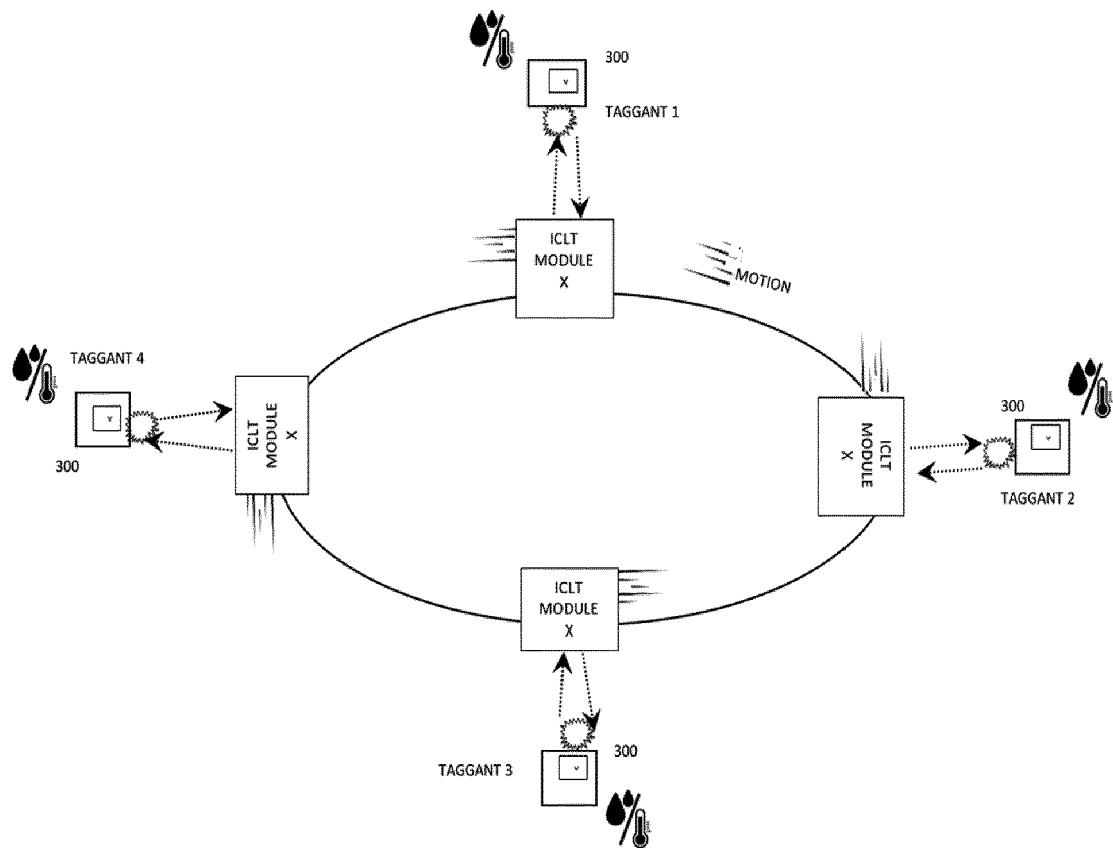 300
TAGGANT 1
ICLT
MODULE
X
MOTION
TAGGANT 4
300
ICLT
MODULE
X
300
TAGGANT 2
ICLT
MODULE
X
ICLT
MODULE
X
TAGGANT 3
300